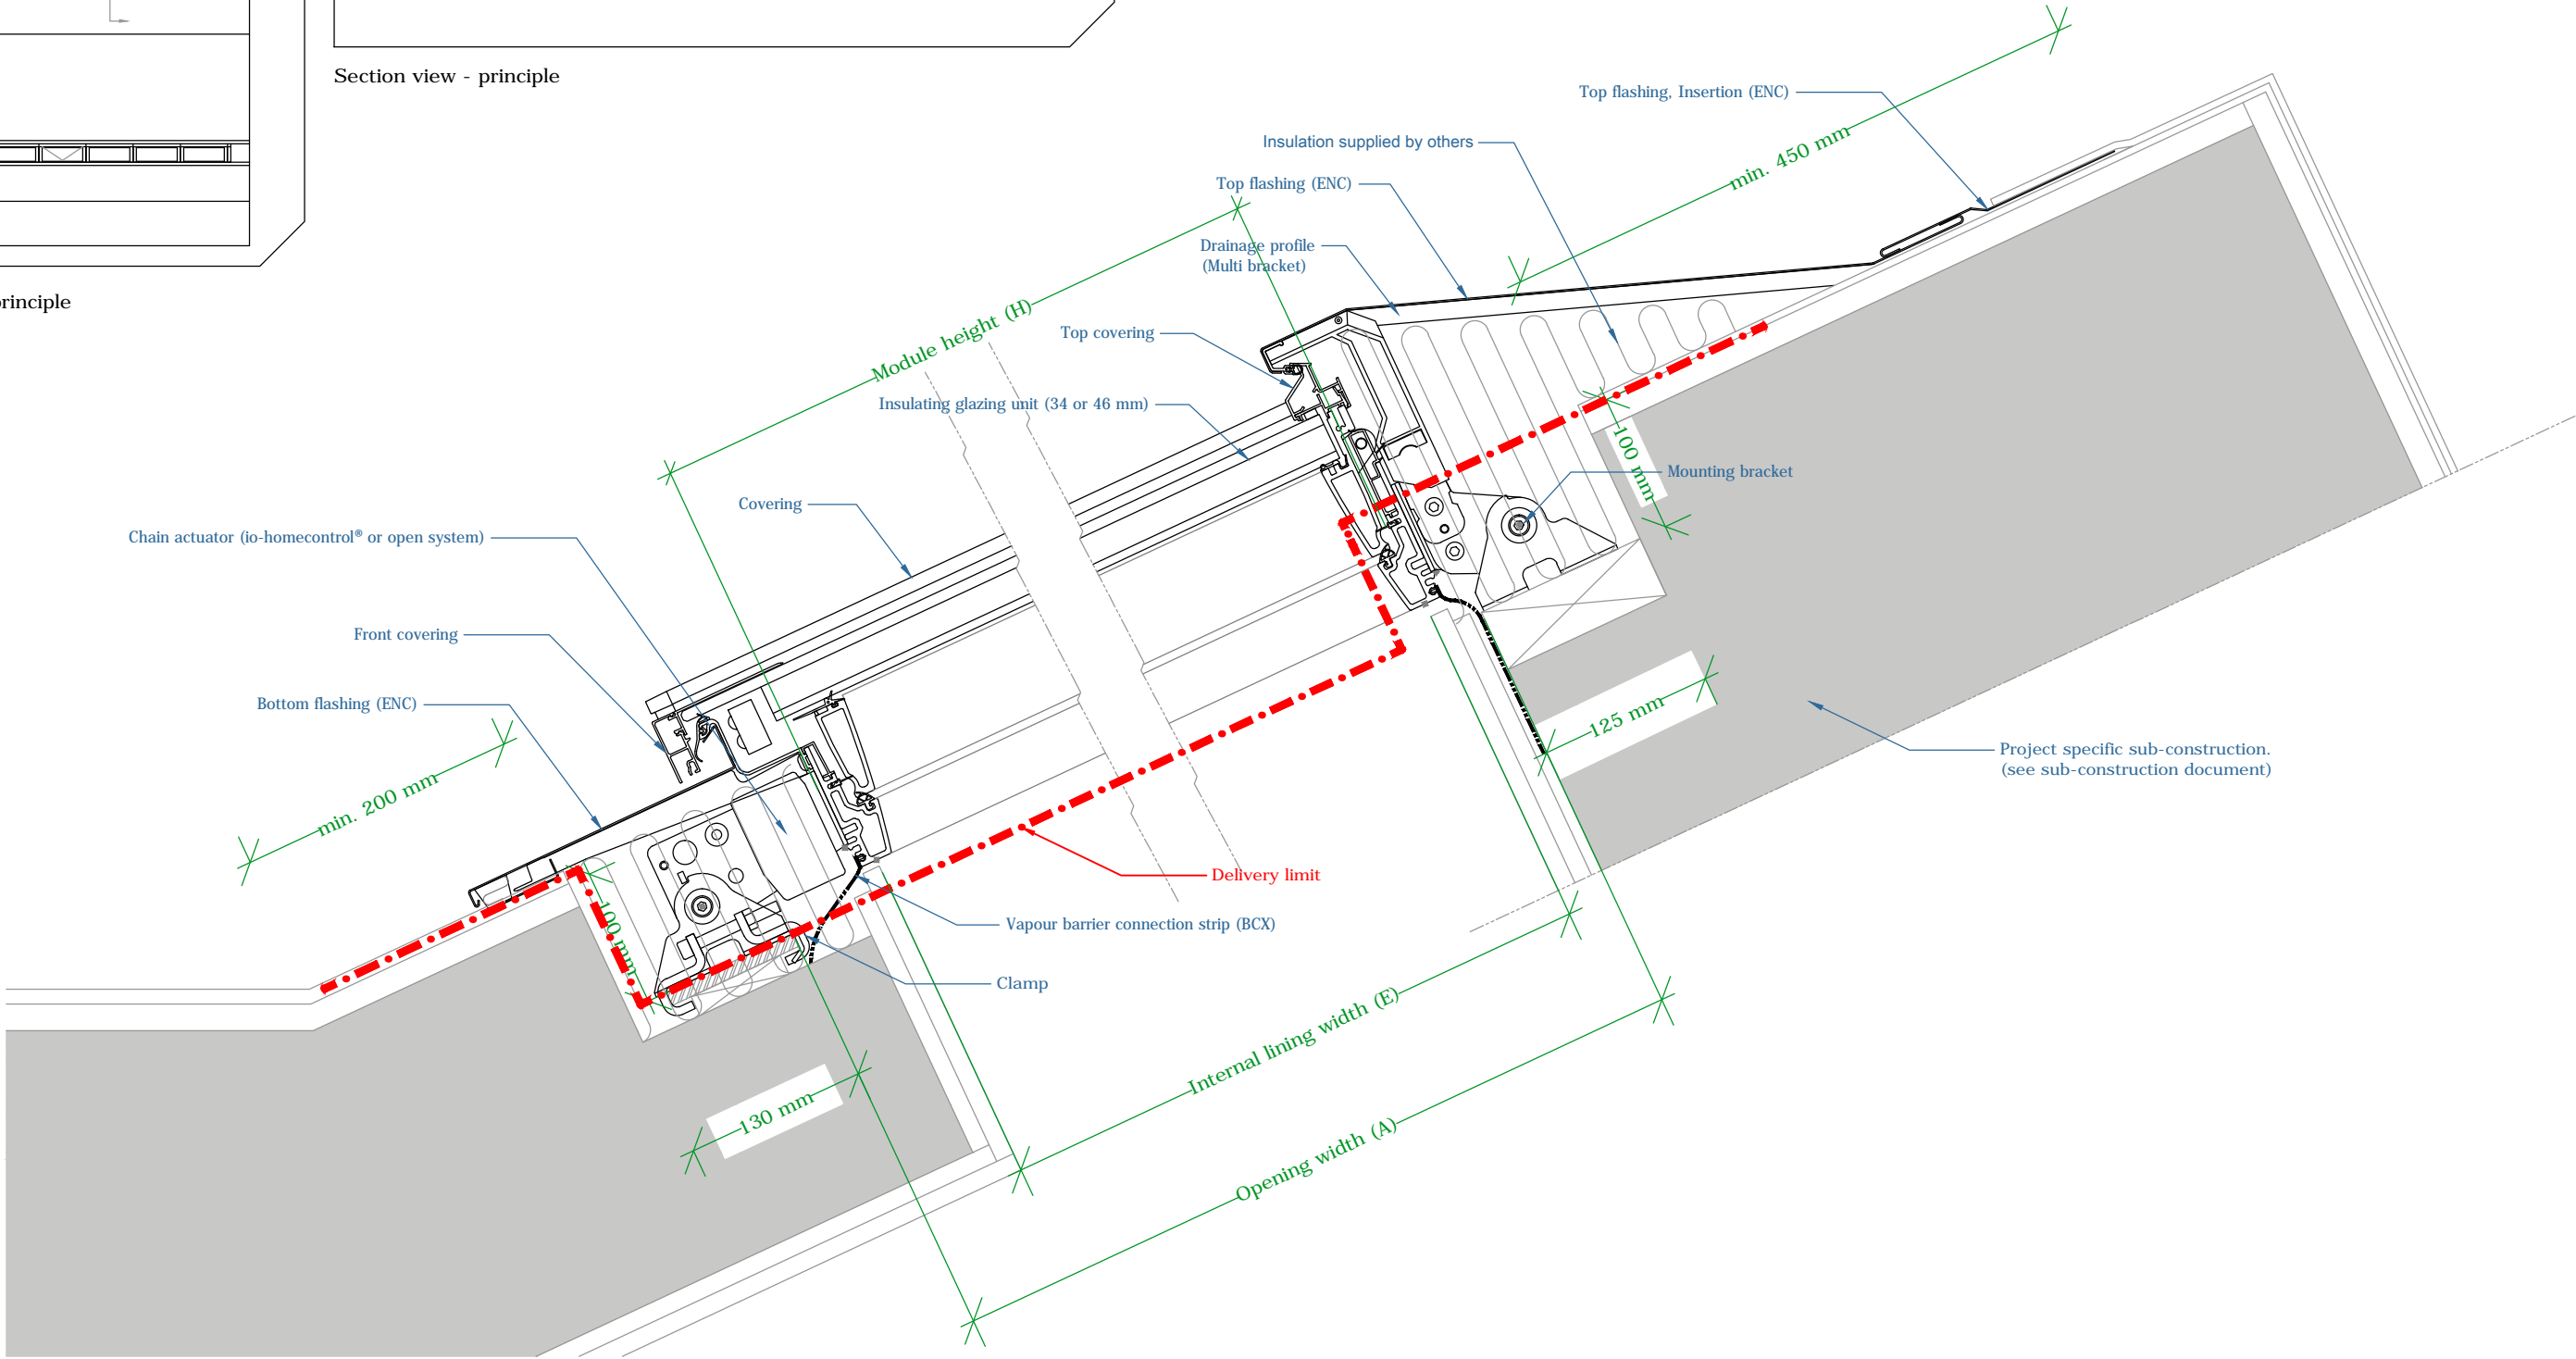 Section view - principle
rinciple
Top flashing, Insertion (ENC)
min. 450 mm
Insulation supplied by others
Top flashing (ENC)
Drainage profile
(Multi bracket)
Module height (H)
Top covering
Insulating glazing unit (34 or 46 mm)
100 mm
Mounting bracket
Covering
Chain actuator (io-homecontrol® or open system)
Front covering
Bottom flashing (ENC)
min. 200 mm
125 mm
Project specific sub-construction.
(see sub-construction document)
Delivery limit
100 mm
Vapour barrier connection strip (BCX)
Clamp
Internal lining width (E)
130 mm
Opening width (A)